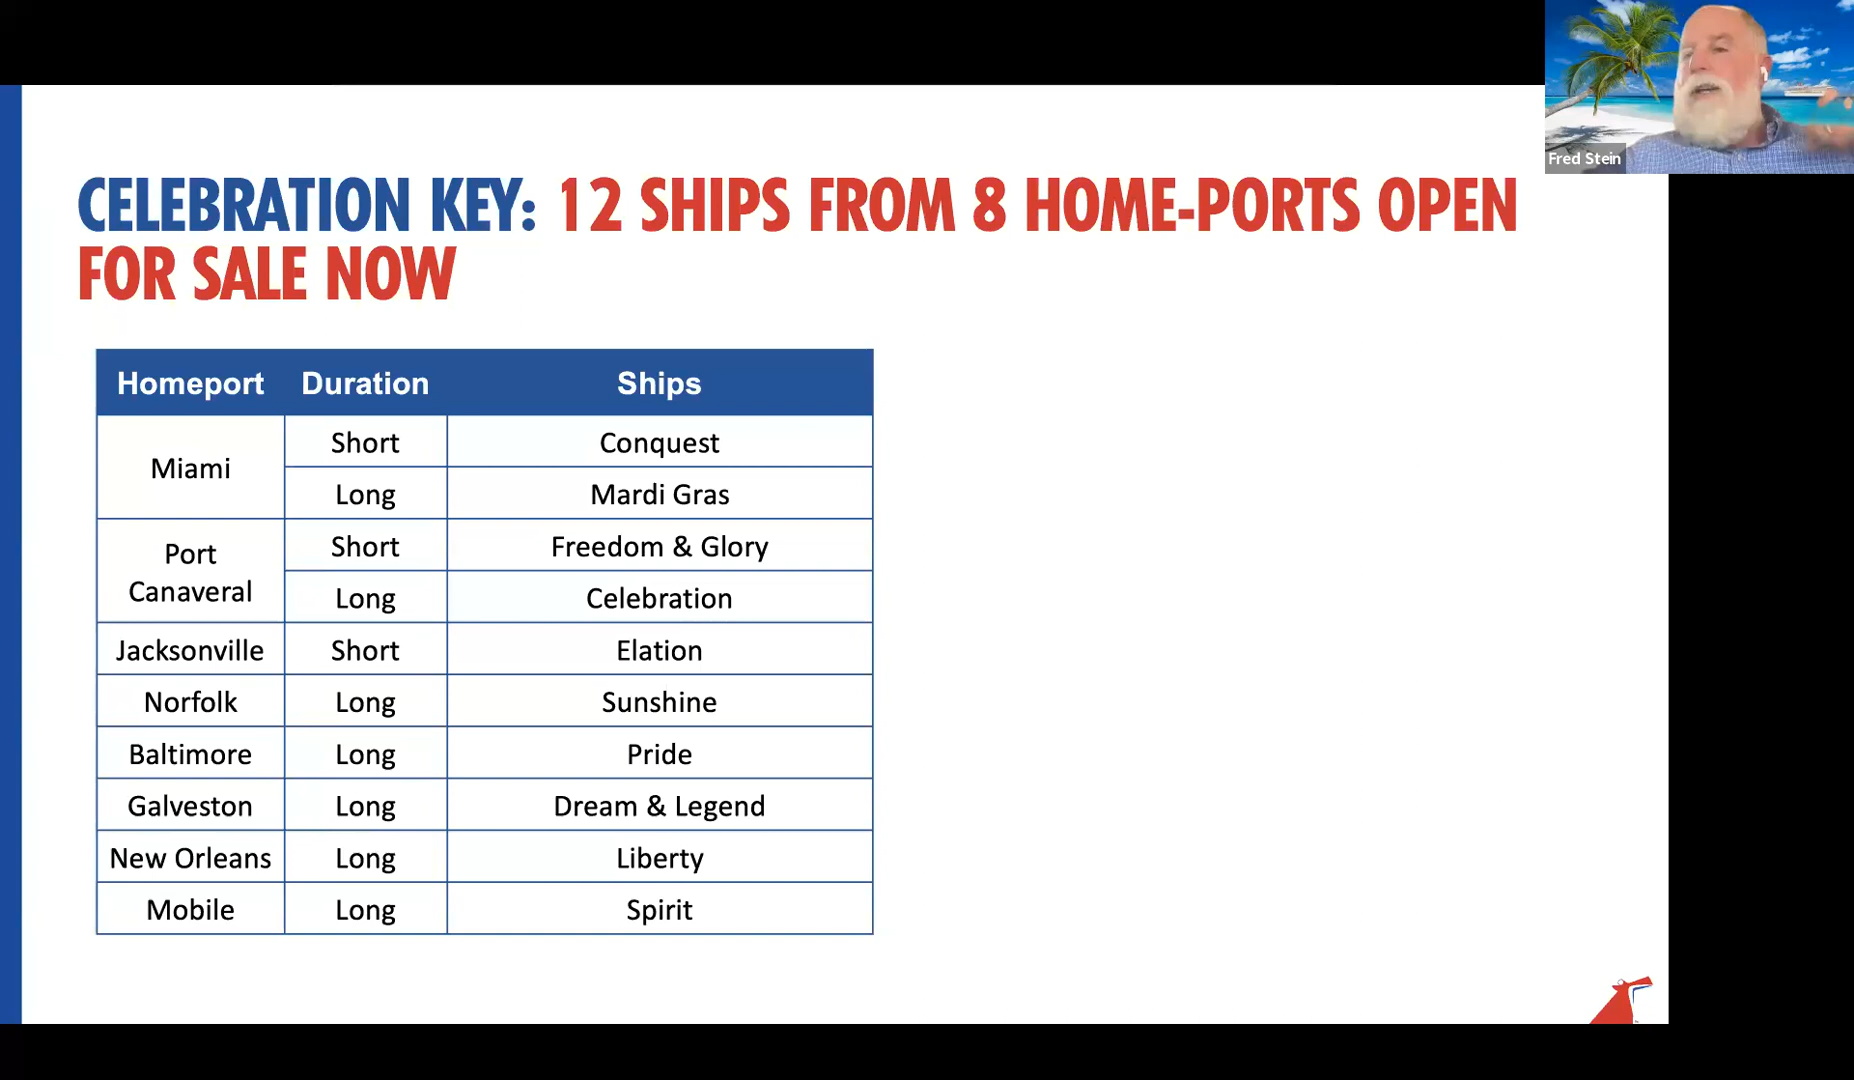 Fred Stein
CELEBRATION KEY: 12 SHIPS FROM 8 HOME-PORTS OPEN
FOR SALE NOW
Homeport Duration Ships
Miami Short Conquest
Long Mardi Gras
Port Canaveral Short Freedom & Glory
Long Celebration
Jacksonville Short Elation
Norfolk Long Sunshine
Baltimore Long Pride
Galveston Long Dream & Legend
New Orleans Long Liberty
Mobile Long Spirit